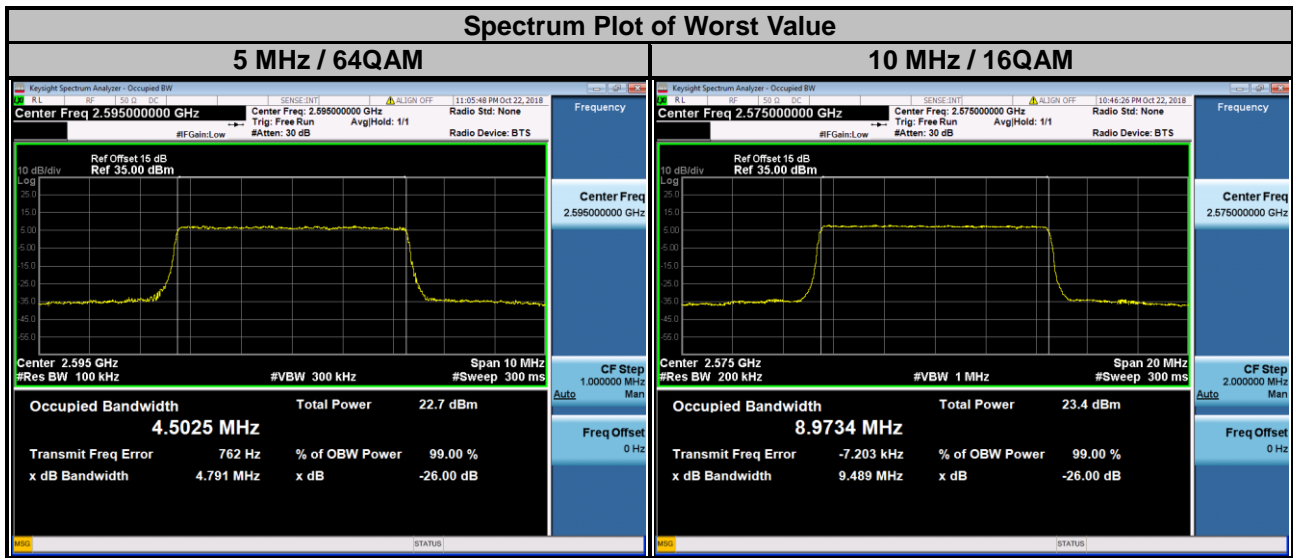 Spectrum Plot of Worst Value
5 MHz / 64QAM
10 MHz / 16QAM
Keysight Spectrum Analyzer - Occupied BW
RL RF 50 Ω DC SENSE:INT ALIGN OFF 11:05:48 PM Oct 22, 2018
Center Freq 2.595000000 GHz
Center Freq: 2.595000000 GHz
Radio Std: None
Trig: Free Run Avg|Hold: 1/1
#IFGain:Low
#Atten: 30 dB
Radio Device: BTS
Ref Offset 15 dB
10 dB/div Ref 35.00 dBm
Log
25.0
15.0
5.00
-5.00
-15.0
-25.0
-35.0
-45.0
-55.0
Center 2.595 GHz
Span 10 MHz
#Res BW 100 kHz
#VBW 300 kHz
#Sweep 300 ms
Occupied Bandwidth
Total Power 22.7 dBm
4.5025 MHz
Transmit Freq Error 762 Hz % of OBW Power 99.00 %
x dB Bandwidth 4.791 MHz x dB -26.00 dB
MSG
STATUS
Frequency
Center Freq
2.595000000 GHz
CF Step
1.000000 MHz
Auto Man
Freq Offset
0 Hz
Keysight Spectrum Analyzer - Occupied BW
RL RF 50 Ω DC SENSE:INT ALIGN OFF 10:46:26 PM Oct 22, 2018
Center Freq 2.575000000 GHz
Center Freq: 2.575000000 GHz
Radio Std: None
Trig: Free Run Avg|Hold: 1/1
#IFGain:Low
#Atten: 30 dB
Radio Device: BTS
Ref Offset 15 dB
10 dB/div Ref 35.00 dBm
Log
25.0
15.0
5.00
-5.00
-15.0
-25.0
-35.0
-45.0
-55.0
Center 2.575 GHz
Span 20 MHz
#Res BW 200 kHz
#VBW 1 MHz
#Sweep 300 ms
Occupied Bandwidth
Total Power 23.4 dBm
8.9734 MHz
Transmit Freq Error -7.203 kHz % of OBW Power 99.00 %
x dB Bandwidth 9.489 MHz x dB -26.00 dB
MSG
STATUS
Frequency
Center Freq
2.575000000 GHz
CF Step
2.000000 MHz
Auto Man
Freq Offset
0 Hz